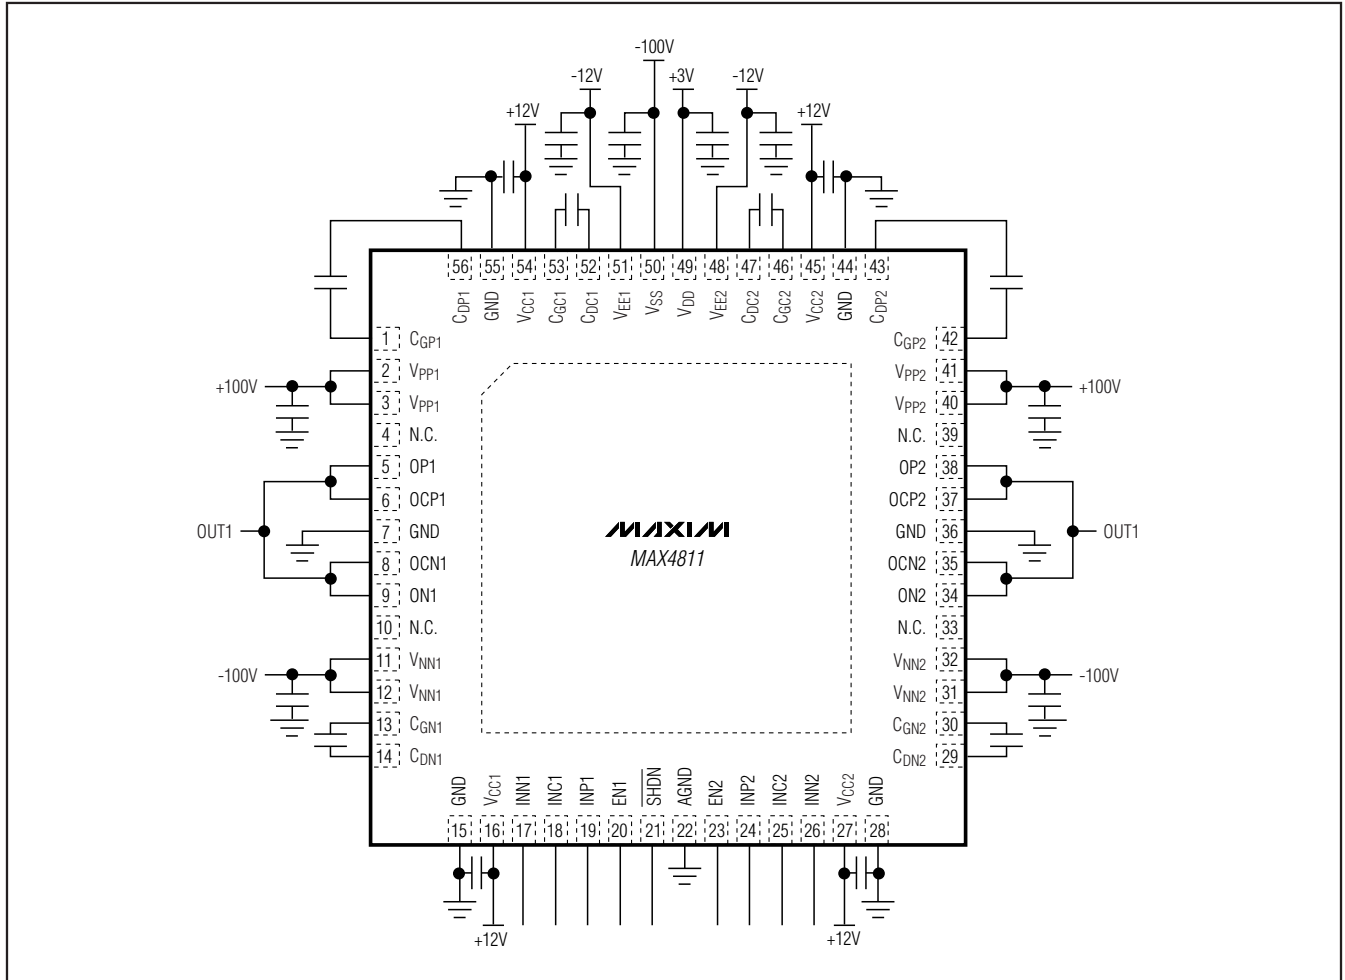 -100V
-12V
+3V
-12V
+12V
+12V
56 55 54 53 52 51 50 49 48 47 46 45 44 43
CDP1 GND VCC1 CGC1 CDC1 VEE1 VSS VDD VEE2 CDC2 CGC2 VCC2 GND CDP2
1 CGP1
2 VPP1
+100V
3 VPP1
4 N.C.
5 OP1
6 OCP1
OUT1
7 GND
8 OCN1
9 ON1
10 N.C.
11 VNN1
-100V
12 VNN1
13 CGN1
14 CDN1
CGP2 42
VPP2 41
+100V
VPP2 40
N.C. 39
OP2 38
OCP2 37
GND 36
OUT1
OCN2 35
ON2 34
N.C. 33
VNN2 32
-100V
VNN2 31
CGN2 30
CDN2 29
MAXIM
MAX4811
GND VCC1 INN1 INC1 INP1 EN1 SHDN AGND EN2 INP2 INC2 INN2 VCC2 GND
15 16 17 18 19 20 21 22 23 24 25 26 27 28
+12V
+12V